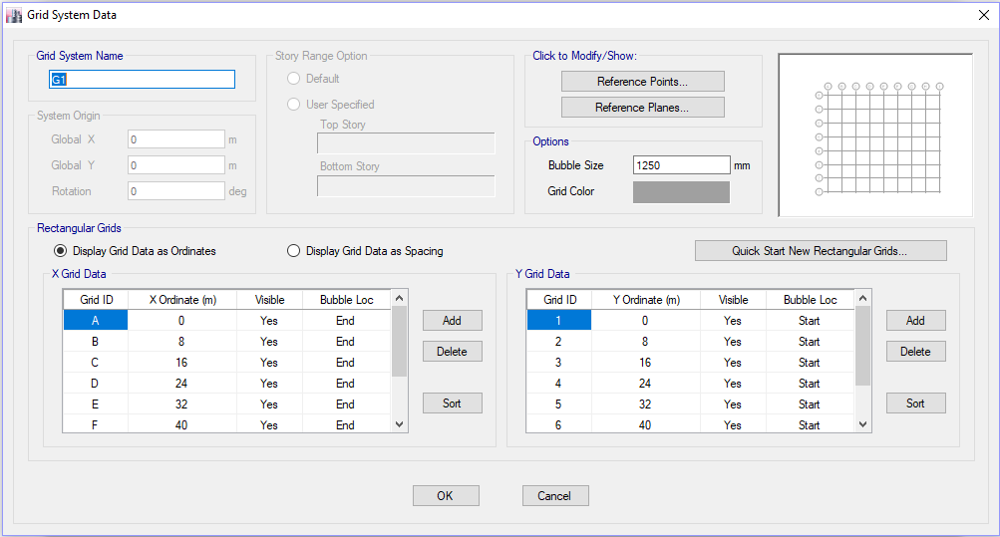 Grid System Data
Grid System Name
G1
System Origin
Global X 0 m
Global Y 0 m
Rotation 0 deg
Story Range Option
Default
User Specified
Top Story
Bottom Story
Click to Modify/Show:
Reference Points...
Reference Planes...
Options
Bubble Size 1250 mm
Grid Color
Rectangular Grids
Display Grid Data as Ordinates
Display Grid Data as Spacing
Quick Start New Rectangular Grids...
X Grid Data
Grid ID X Ordinate (m) Visible Bubble Loc
A 0 Yes End
B 8 Yes End
C 16 Yes End
D 24 Yes End
E 32 Yes End
F 40 Yes End
Add
Delete
Sort
Y Grid Data
Grid ID Y Ordinate (m) Visible Bubble Loc
1 0 Yes Start
2 8 Yes Start
3 16 Yes Start
4 24 Yes Start
5 32 Yes Start
6 40 Yes Start
Add
Delete
Sort
OK
Cancel